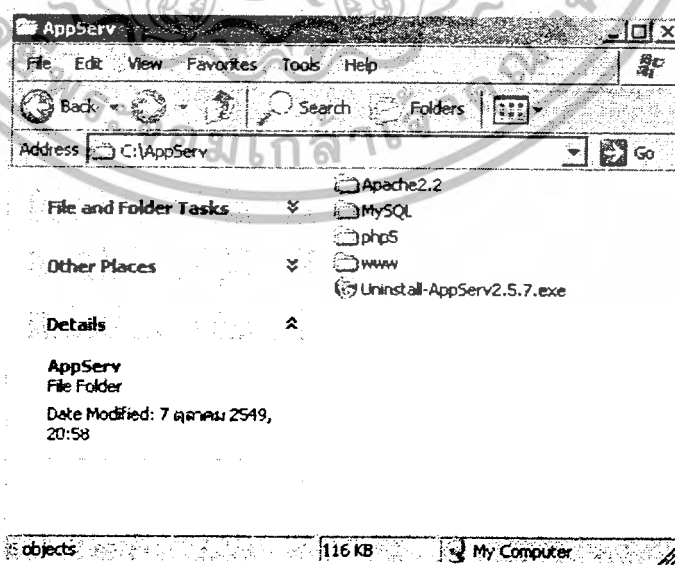 AppServ
File Edit View Favorites Tools Help
Back Search Folders
Address C:\AppServ Go
File and Folder Tasks
Other Places
Details
AppServ
File Folder
Date Modified: 7 ตุลาคม 2549,
20:58
Apache2.2
MySQL
php5
www
Uninstall-AppServ2.5.7.exe
objects 116 KB My Computer